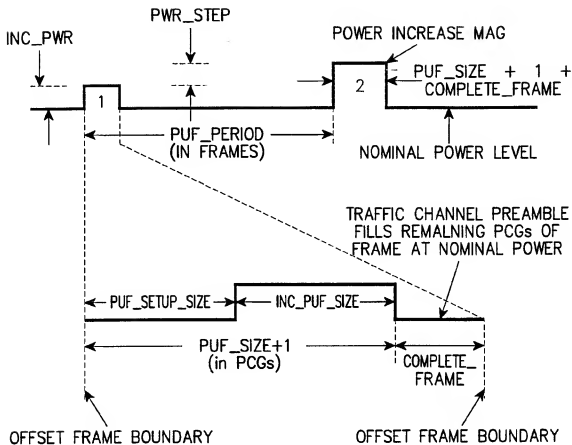 PWR_STEP
INC_PWR
POWER INCREASE MAG
PUF_SIZE + 1 +
COMPLETE_FRAME
1
2
PUF_PERIOD
(IN FRAMES)
NOMINAL POWER LEVEL
TRAFFIC CHANNEL PREAMBLE
FILLS REMALNING PCGs OF
FRAME AT NOMINAL POWER
PUF_SETUP_SIZE
INC_PUF_SIZE
PUF_SIZE+1
(in PCGs)
COMPLETE_
FRAME
OFFSET FRAME BOUNDARY
OFFSET FRAME BOUNDARY